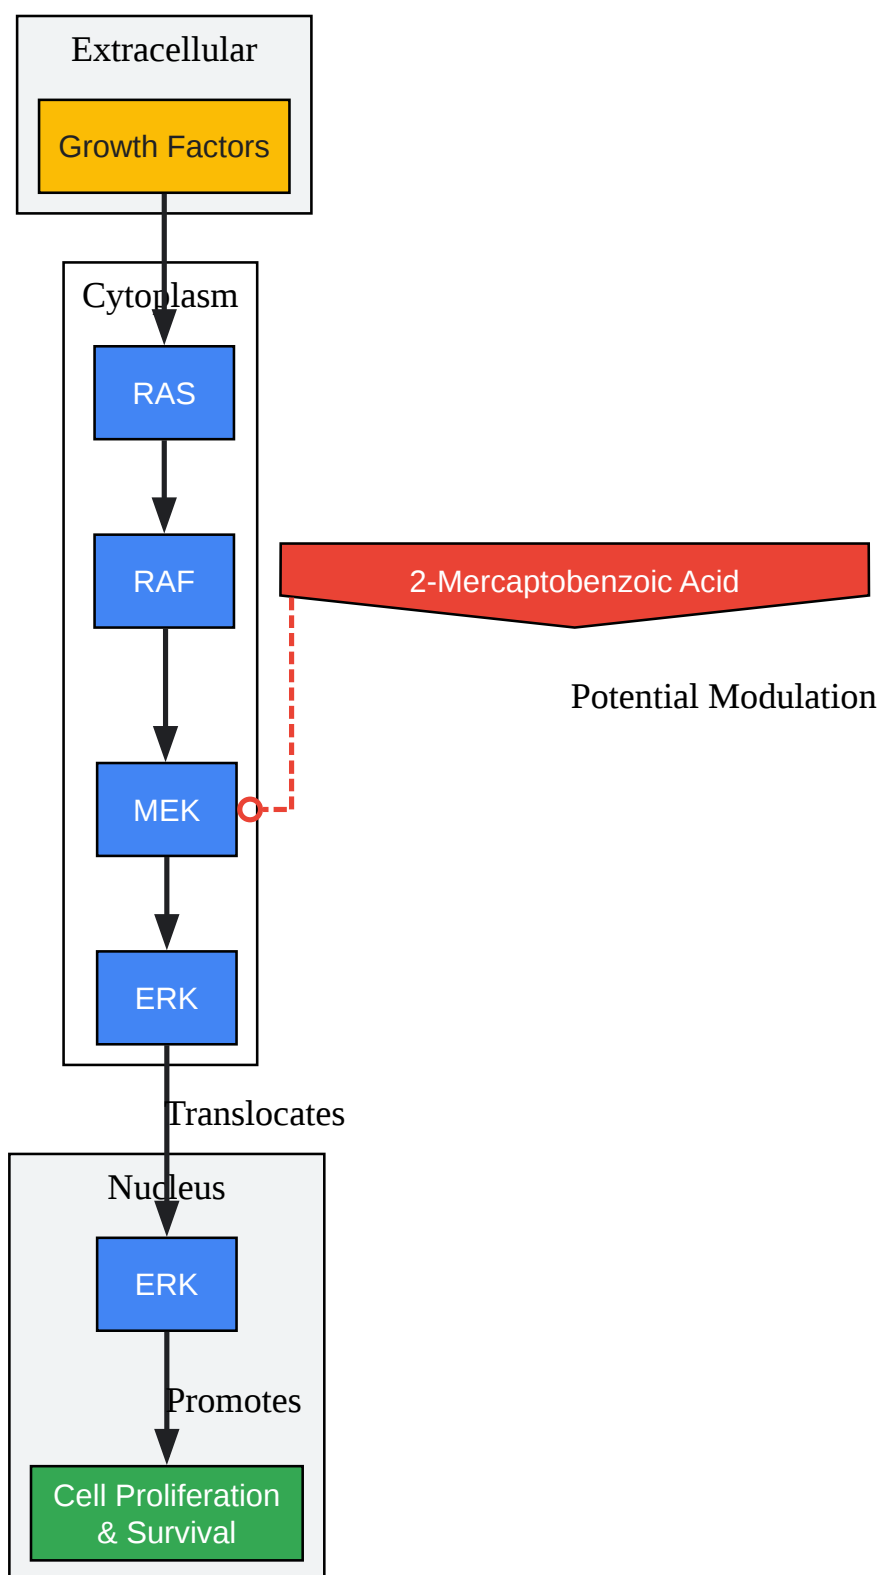 Extracellular
Growth Factors
Cytoplasm
RAS
RAF
2-Mercaptobenzoic Acid
Potential Modulation
MEK
ERK
Translocates
Nucleus
ERK
Promotes
Cell Proliferation
& Survival